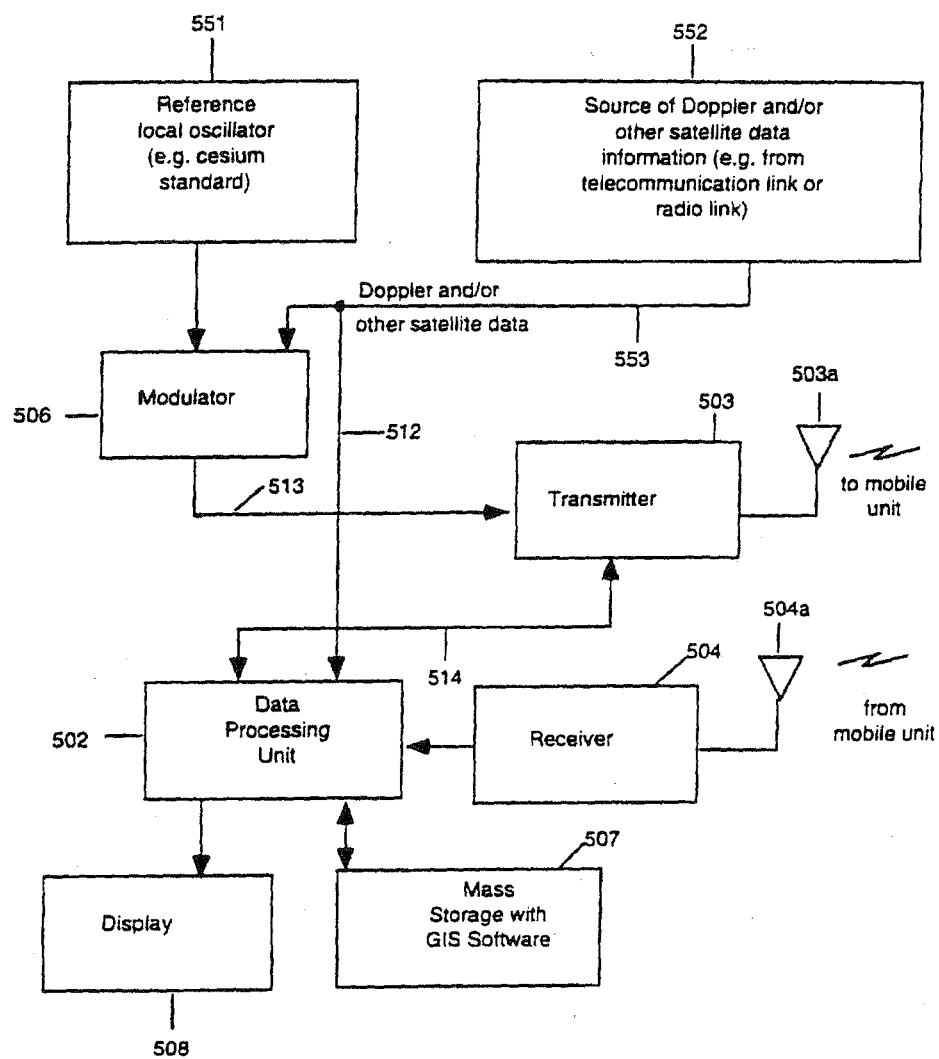 551
552
Reference
local oscillator
(e.g. cesium
standard)
Source of Doppler and/or
other satellite data
information (e.g. from
telecommunication link or
radio link)
Doppler and/or
other satellite data
553
503a
506
Modulator
512
503
513
Transmitter
to mobile
unit
504a
514
504
502
Data
Processing
Unit
Receiver
from
mobile unit
507
Display
Mass
Storage with
GIS Software
508